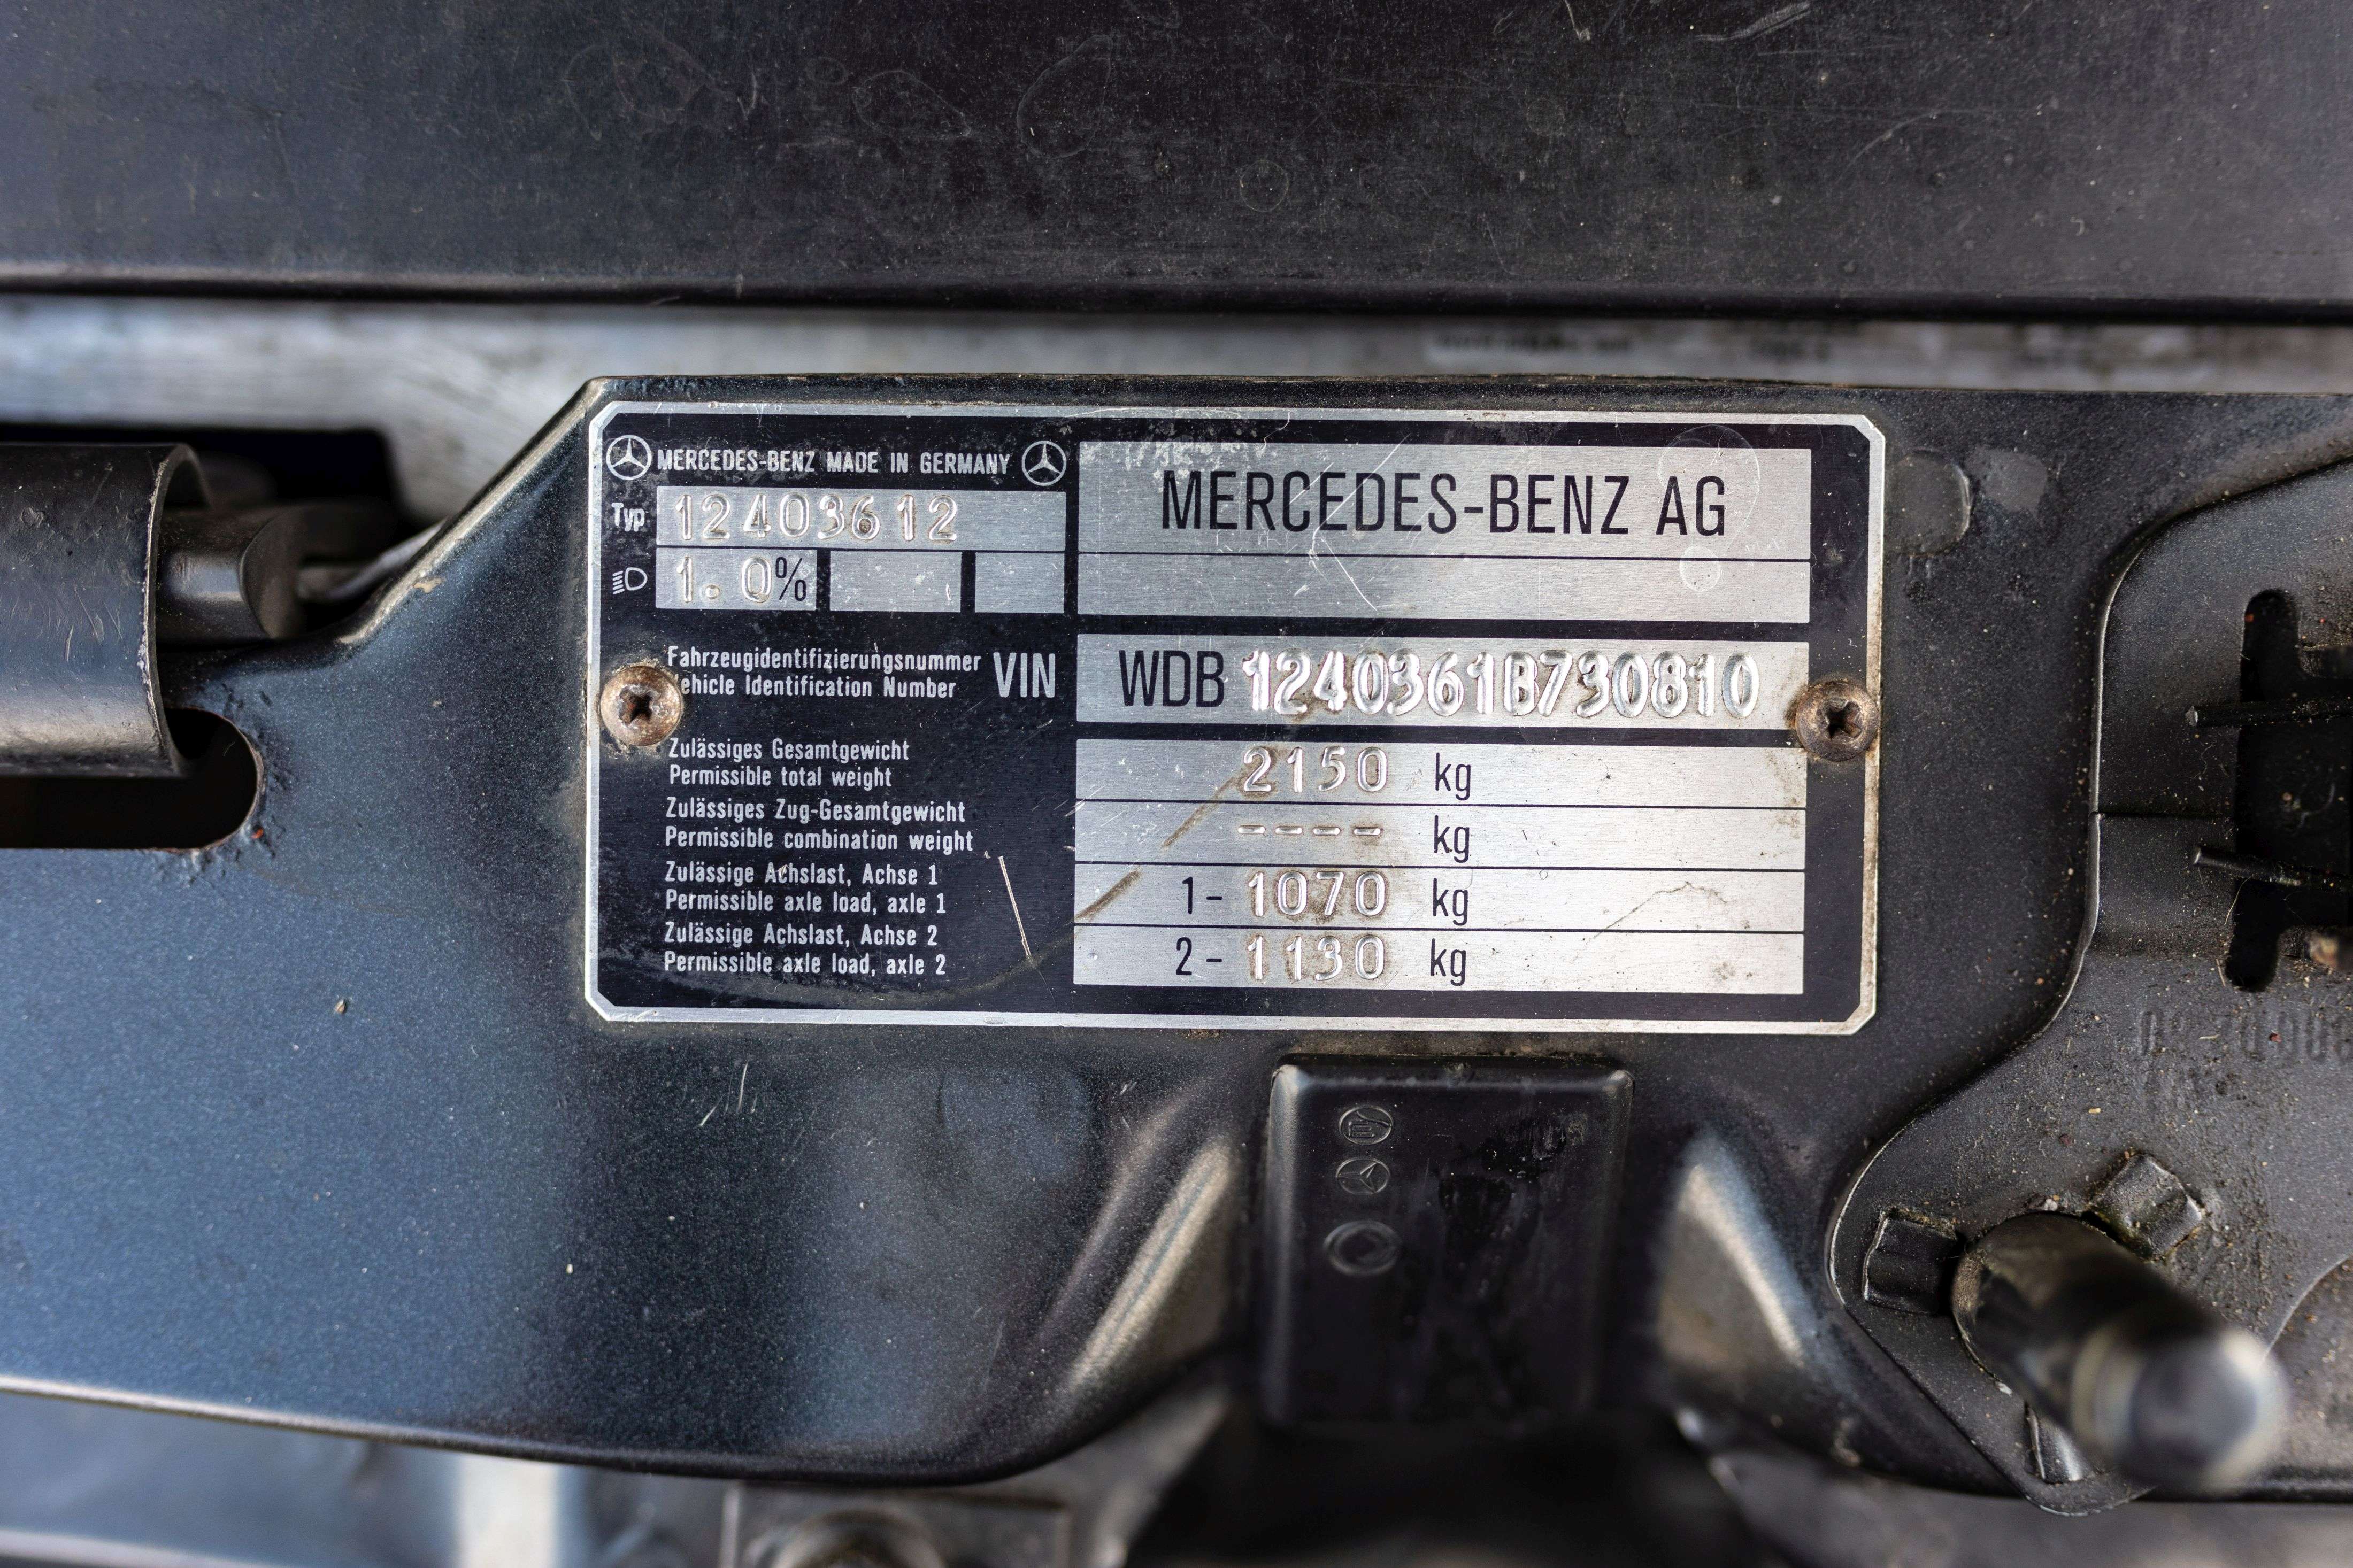 MERCEDES-BENZ MADE IN GERMANY
Typ 12403612
1.0%
MERCEDES-BENZ AG
Fahrzeugidentifizierungsnummer
Vehicle Identification Number
VIN WDB 1240361B730810
Zulässiges Gesamtgewicht
Permissible total weight
2150 kg
Zulässiges Zug-Gesamtgewicht
Permissible combination weight
---- kg
Zulässige Achslast, Achse 1
Permissible axle load, axle 1
1- 1070 kg
Zulässige Achslast, Achse 2
Permissible axle load, axle 2
2- 1130 kg